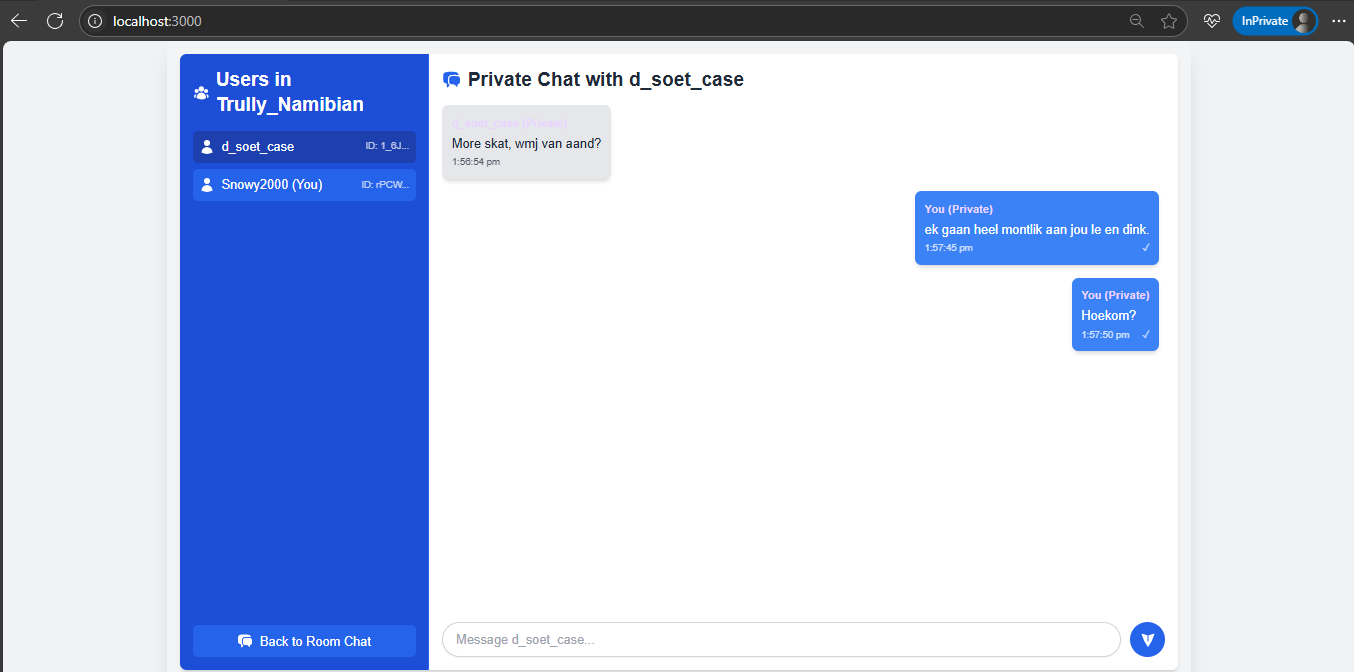 localhost:3000
InPrivate
Users in
Trully_Namibian
d_soet_case ID: 1_6J...
Snowy2000 (You) ID: rPCW...
Back to Room Chat
Private Chat with d_soet_case
d_soet_case (Private)
More skat, wmj van aand?
1:56:54 pm
You (Private)
ek gaan heel montlik aan jou le en dink.
1:57:45 pm ✓
You (Private)
Hoekom?
1:57:50 pm ✓
Message d_soet_case...